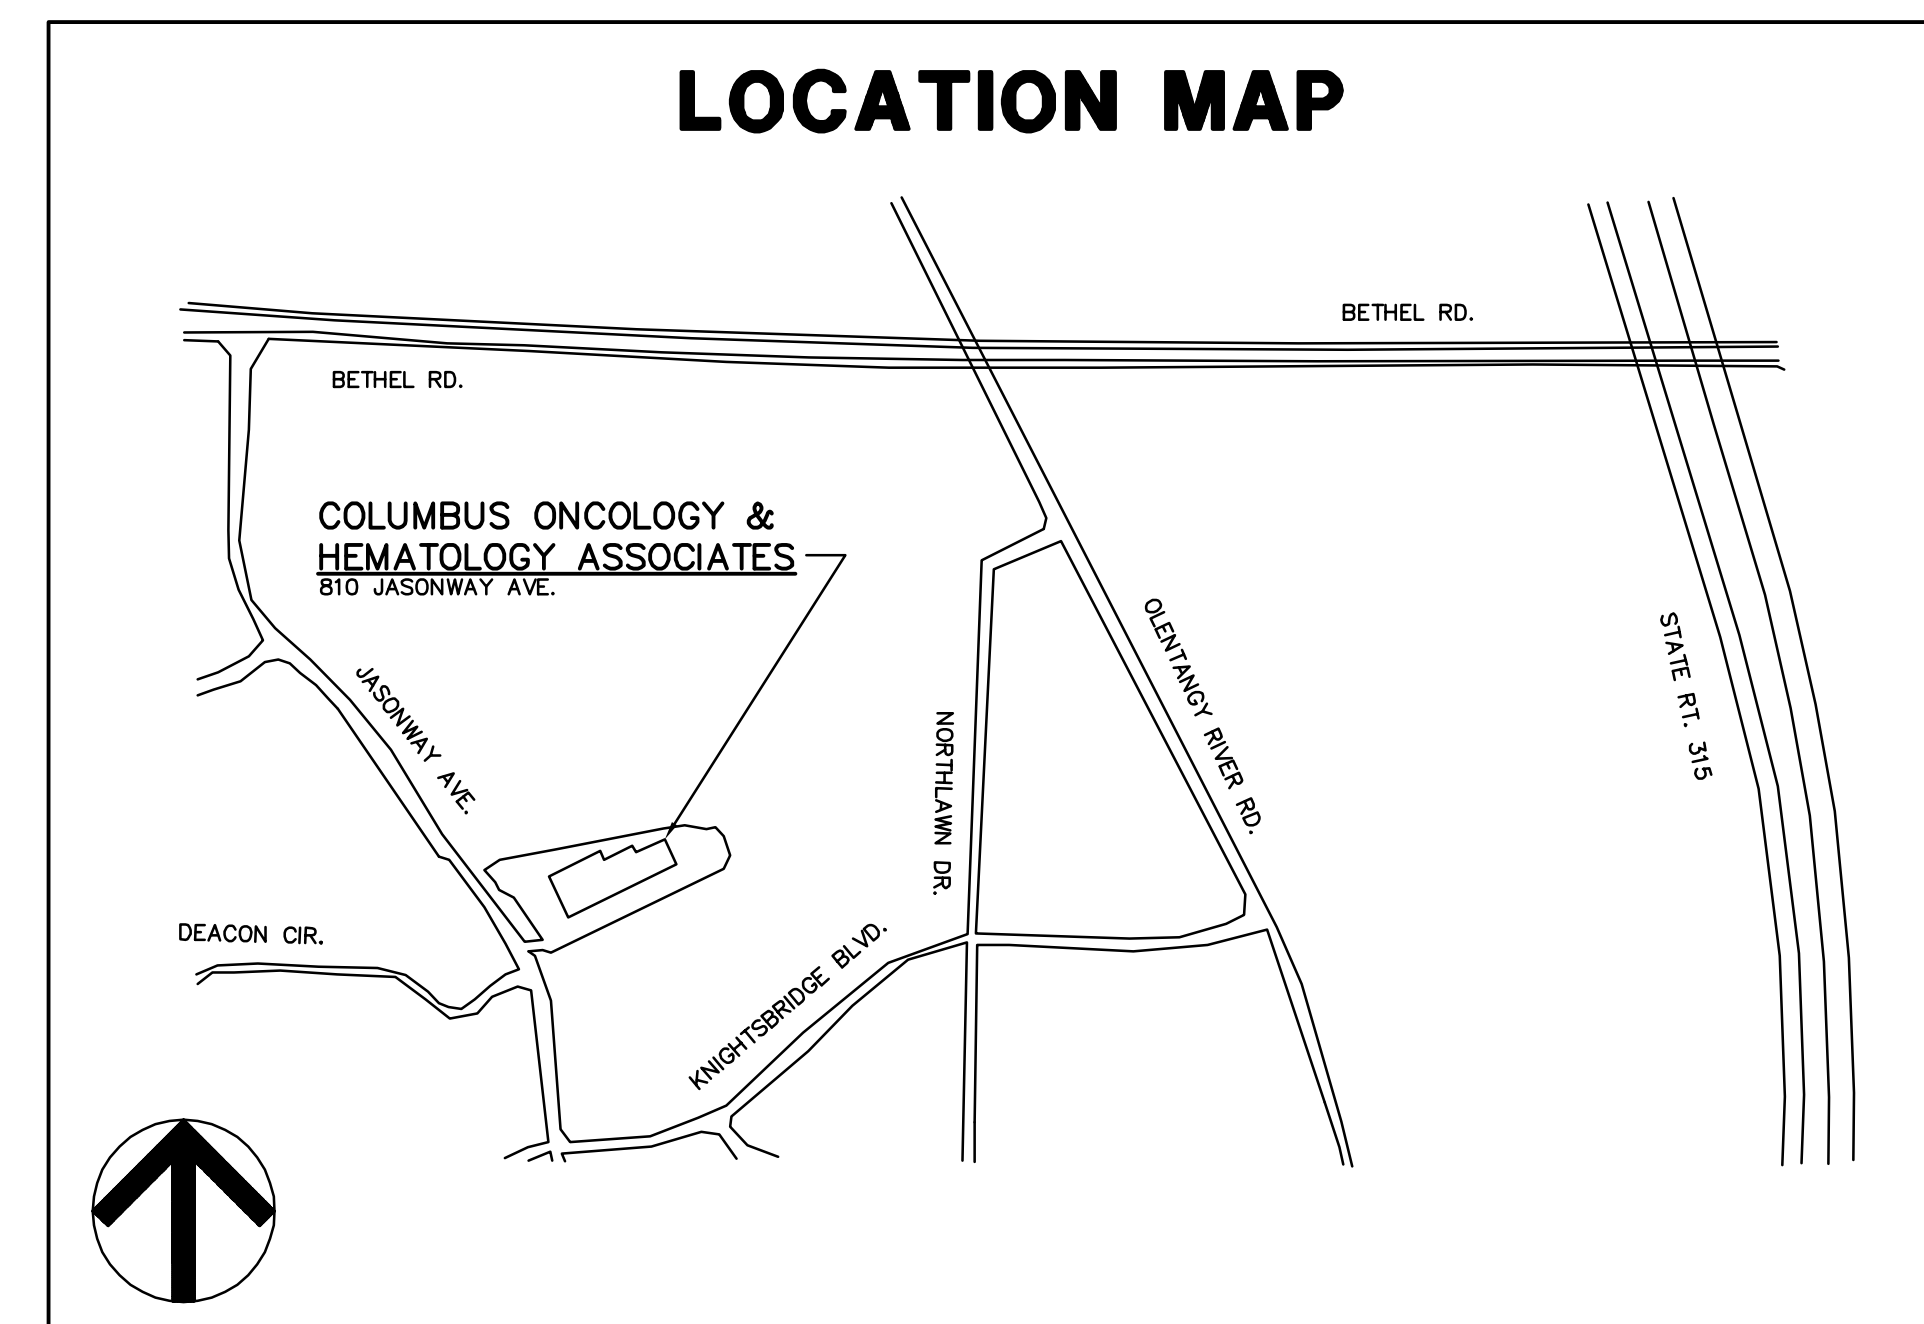 LOCATION MAP
BETHEL RD.
BETHEL RD.
COLUMBUS ONCOLOGY &
HEMATOLOGY ASSOCIATES
810 JASONWAY AVE.
JASONWAY AVE.
OLENTANGY RIVER RD.
STATE RT. 315
NORTHLAWN DR.
DEACON CIR.
KNIGHTSBRIDGE BLVD.